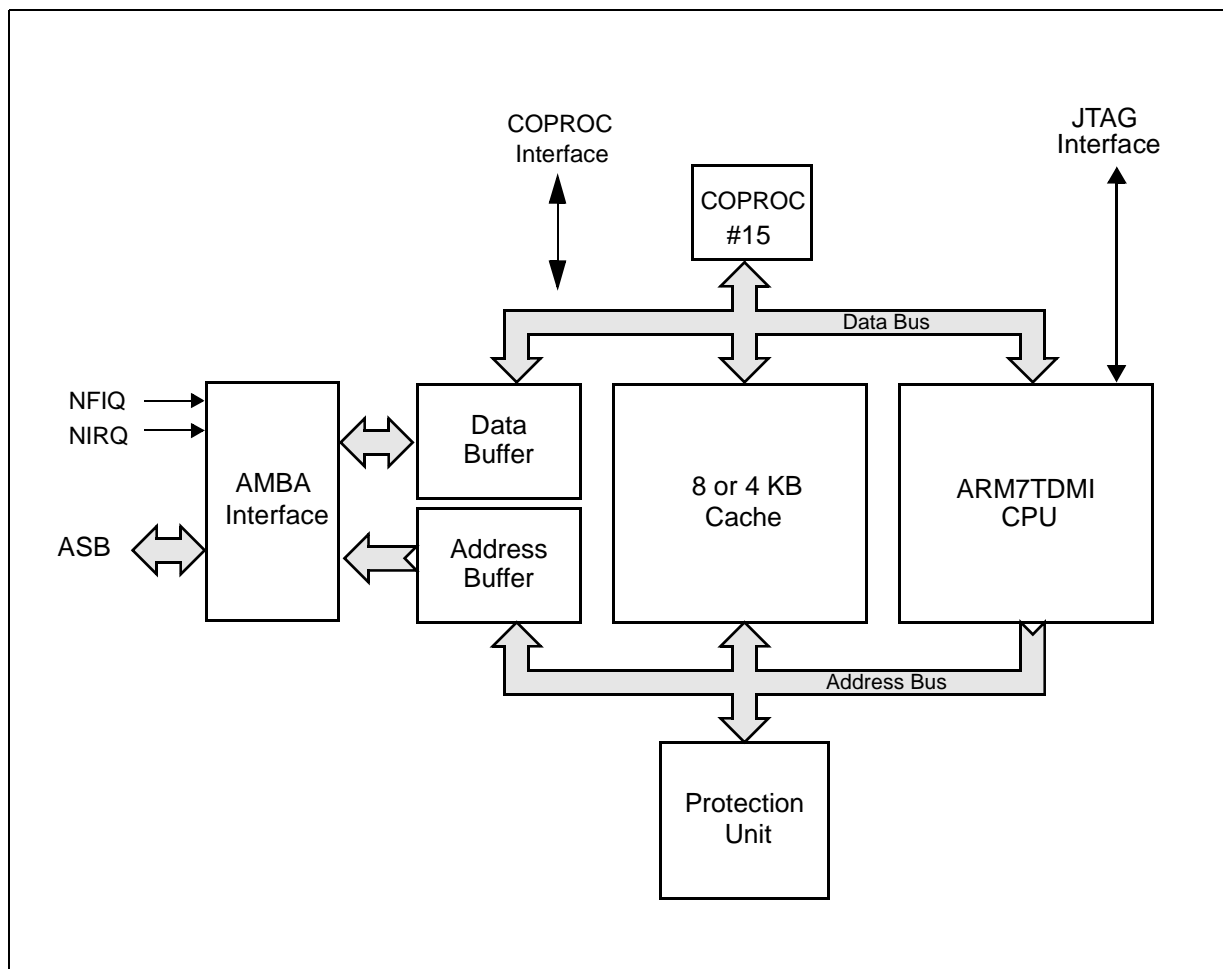 COPROC
Interface
JTAG
Interface
COPROC
#15
Data Bus
NFIQ
NIRQ
AMBA
Interface
Data
Buffer
8 or 4 KB
Cache
ARM7TDMI
CPU
ASB
Address
Buffer
Address Bus
Protection
Unit